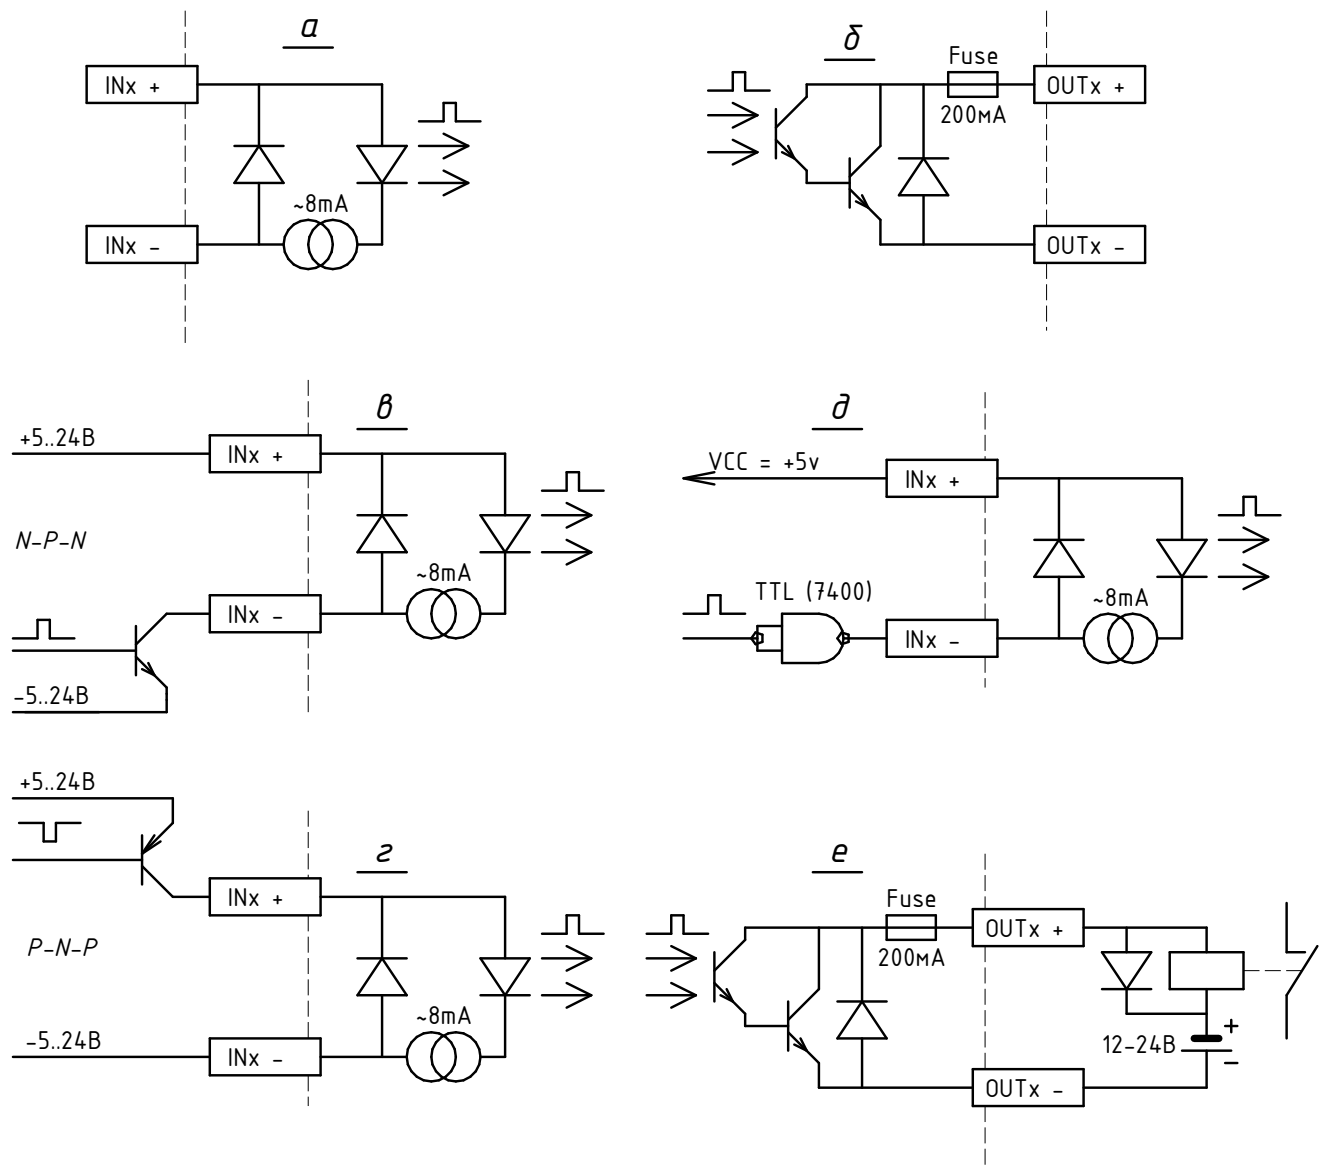 а
INx +
~8mA
INx -
б
Fuse
200мА
OUTx +
OUTx -
в
+5..24В
INx +
N-P-N
~8mA
INx -
-5..24В
д
VCC = +5v
INx +
TTL (7400)
~8mA
INx -
г
+5..24В
INx +
P-N-P
~8mA
-5..24В
INx -
е
Fuse
200мА
OUTx +
12-24В
+
-
OUTx -